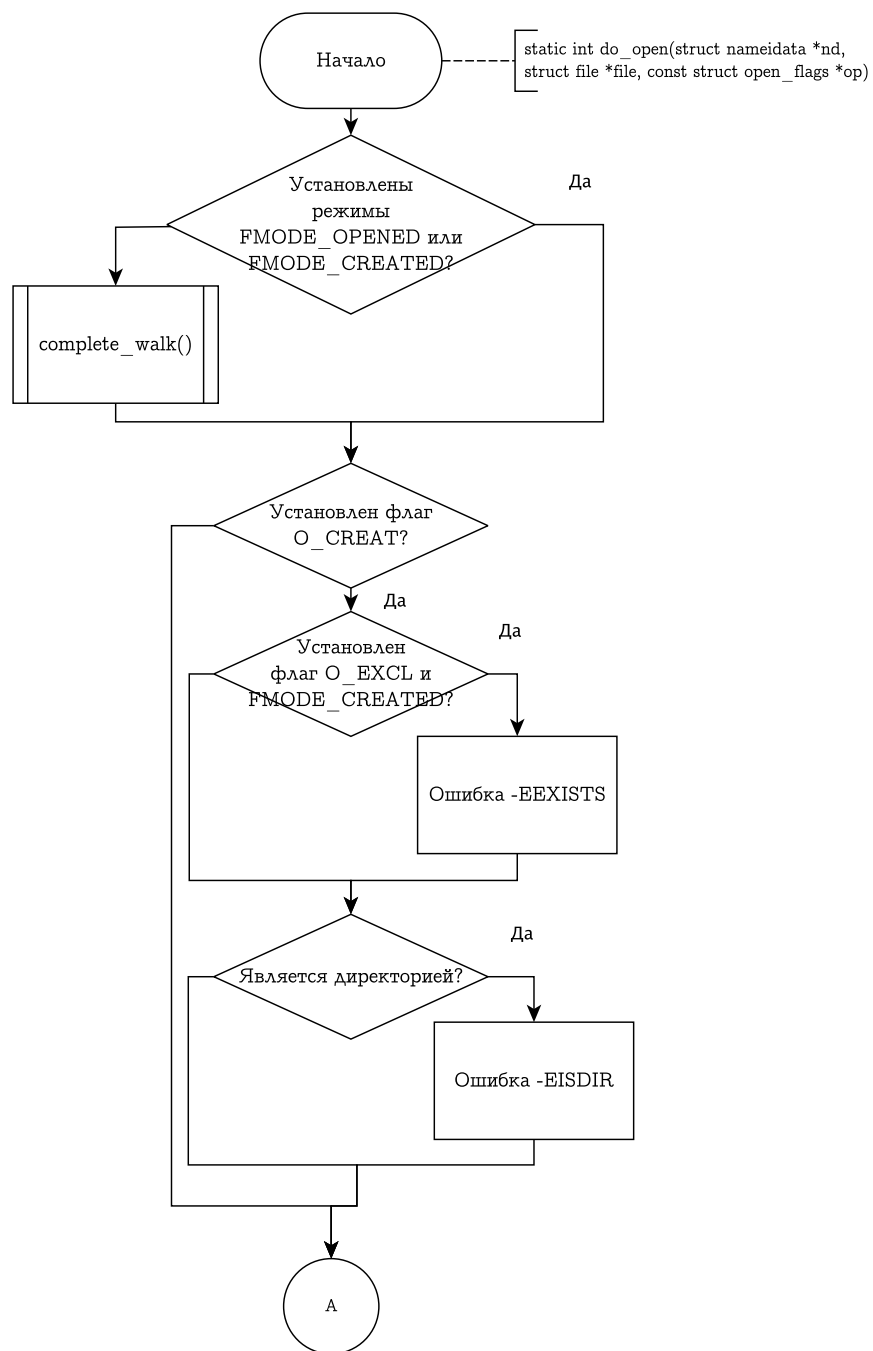 Начало
static int do_open(struct nameidata *nd,
struct file *file, const struct open_flags *op)
Да
Установлены
режимы
FMODE_OPENED или
FMODE_CREATED?
complete_walk()
Установлен флаг
O_CREAT?
Да
Да
Установлен
флаг O_EXCL и
FMODE_CREATED?
Ошибка -EEXISTS
Да
Является директорией?
Ошибка -EISDIR
A